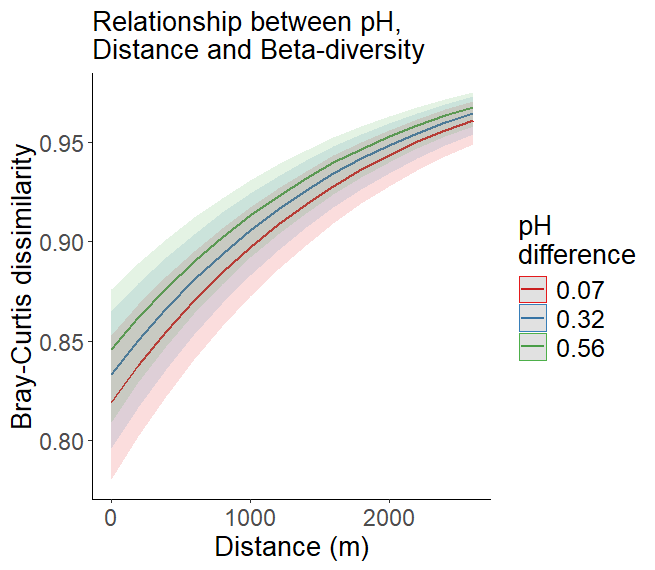 Relationship between pH,
Distance and Beta-diversity
Bray-Curtis dissimilarity
0.95
0.90
0.85
0.80
0
1000
2000
Distance (m)
pH
difference
0.07
0.32
0.56